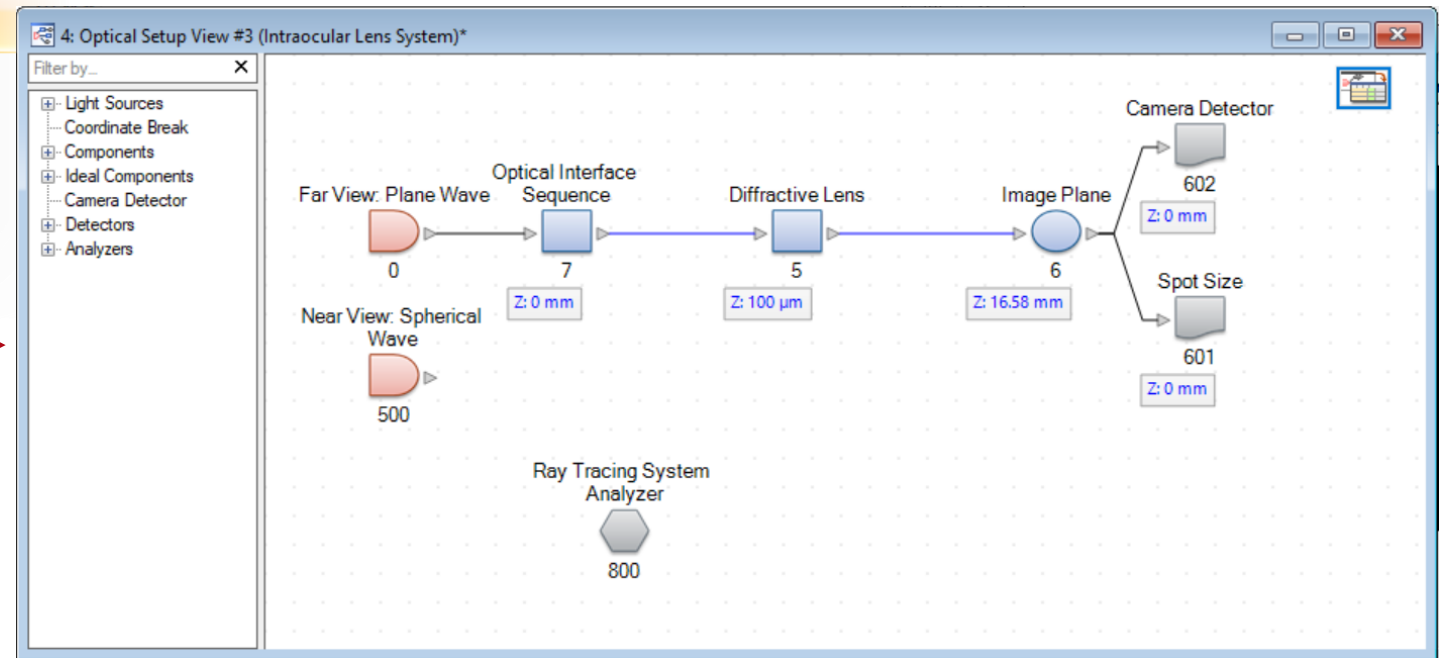 4: Optical Setup View #3 (Intraocular Lens System)*
Filter by...
Light Sources
Coordinate Break
Components
Ideal Components
Camera Detector
Detectors
Analyzers
Far View: Plane Wave
0
Optical Interface
Sequence
7
Z: 0 mm
Diffractive Lens
5
Z: 100 µm
Image Plane
6
Z: 16.58 mm
Camera Detector
602
Z: 0 mm
Spot Size
601
Z: 0 mm
Near View: Spherical
Wave
500
Ray Tracing System
Analyzer
800